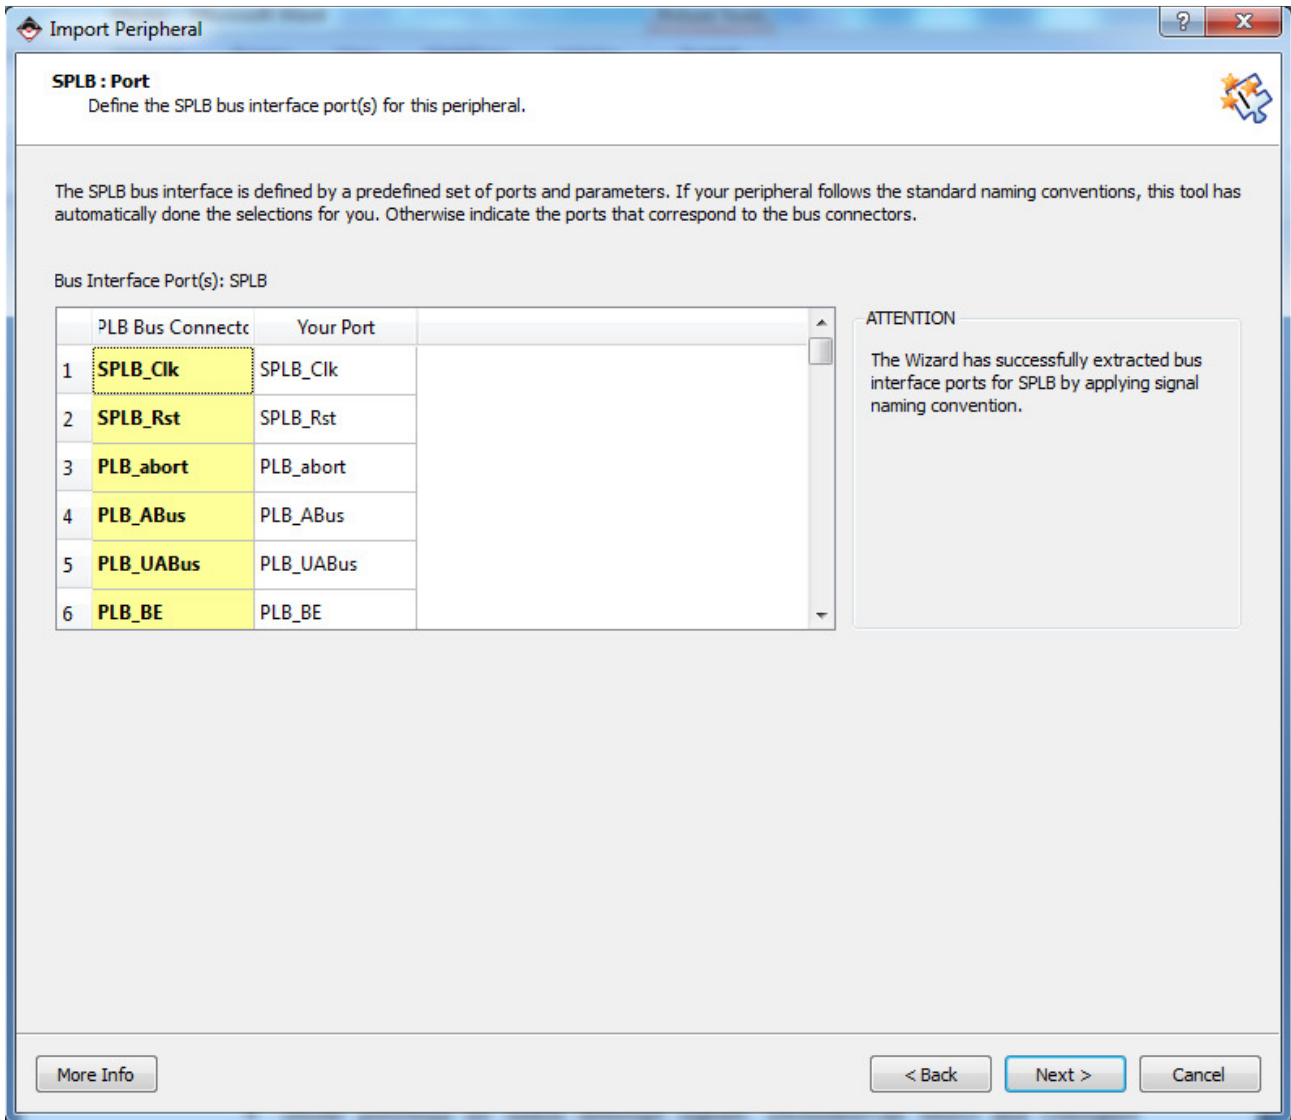 Import Peripheral
?
X
SPLB : Port
Define the SPLB bus interface port(s) for this peripheral.
The SPLB bus interface is defined by a predefined set of ports and parameters. If your peripheral follows the standard naming conventions, this tool has
automatically done the selections for you. Otherwise indicate the ports that correspond to the bus connectors.
Bus Interface Port(s): SPLB
PLB Bus Connectc Your Port
1 SPLB_Clk SPLB_Clk
2 SPLB_Rst SPLB_Rst
3 PLB_abort PLB_abort
4 PLB_ABus PLB_ABus
5 PLB_UABus PLB_UABus
6 PLB_BE PLB_BE
ATTENTION
The Wizard has successfully extracted bus
interface ports for SPLB by applying signal
naming convention.
More Info
< Back
Next >
Cancel